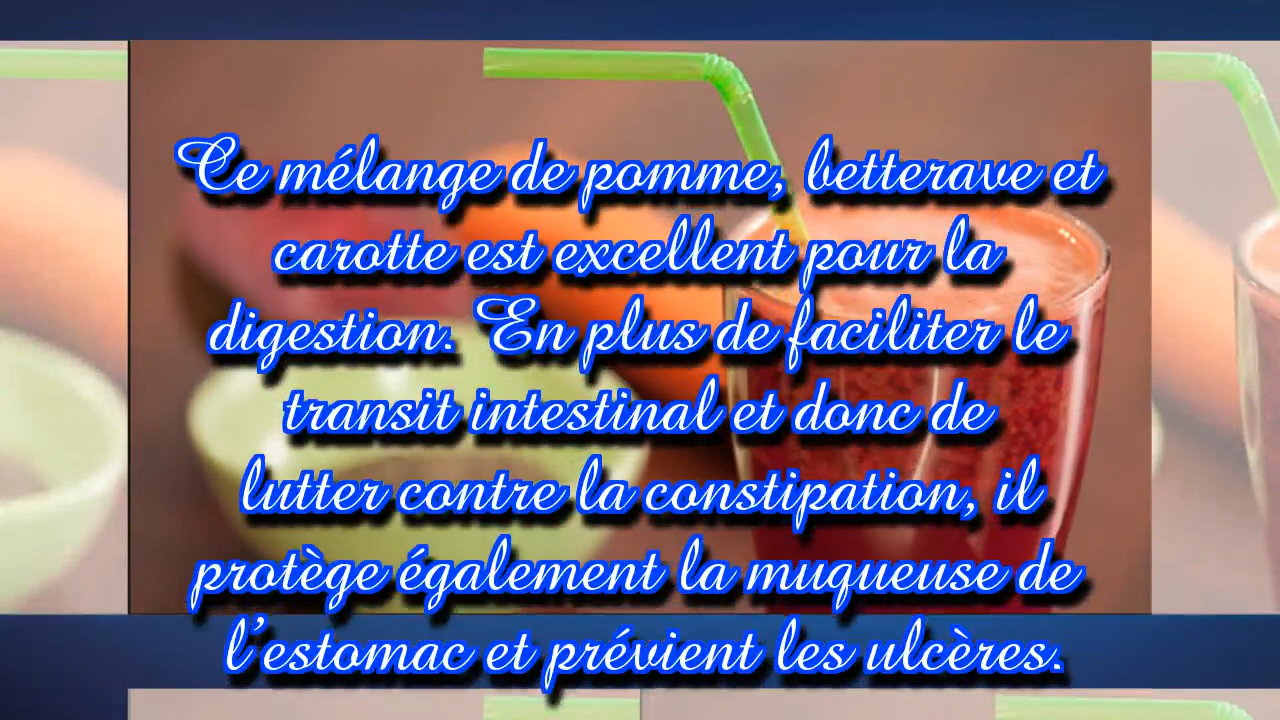 Ce mélange de pomme, betterave et
carotte est excellent pour la
digestion. En plus de faciliter le
transit intestinal et donc de
lutter contre la constipation, il
protège également la muqueuse de
l'estomac et prévient les ulcères.